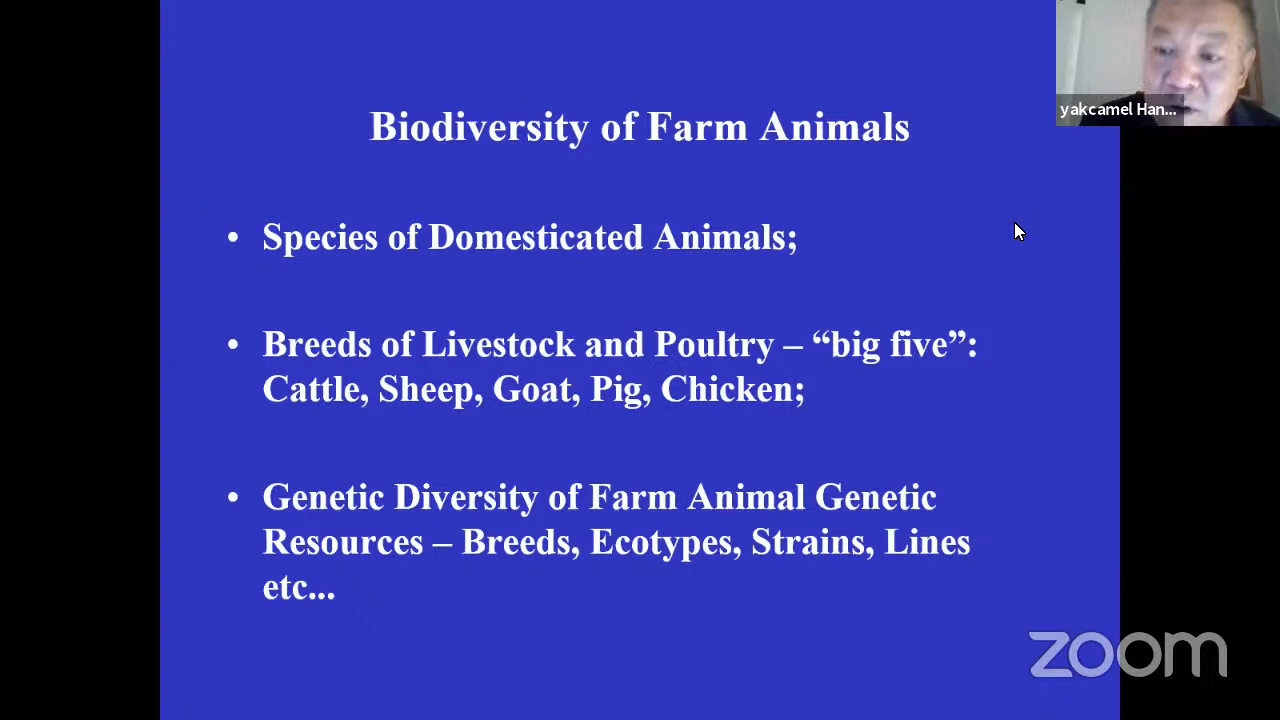 yakcamel Han...
Biodiversity of Farm Animals
• Species of Domesticated Animals;
• Breeds of Livestock and Poultry – “big five”:
Cattle, Sheep, Goat, Pig, Chicken;
• Genetic Diversity of Farm Animal Genetic
Resources – Breeds, Ecotypes, Strains, Lines
etc...
zoom